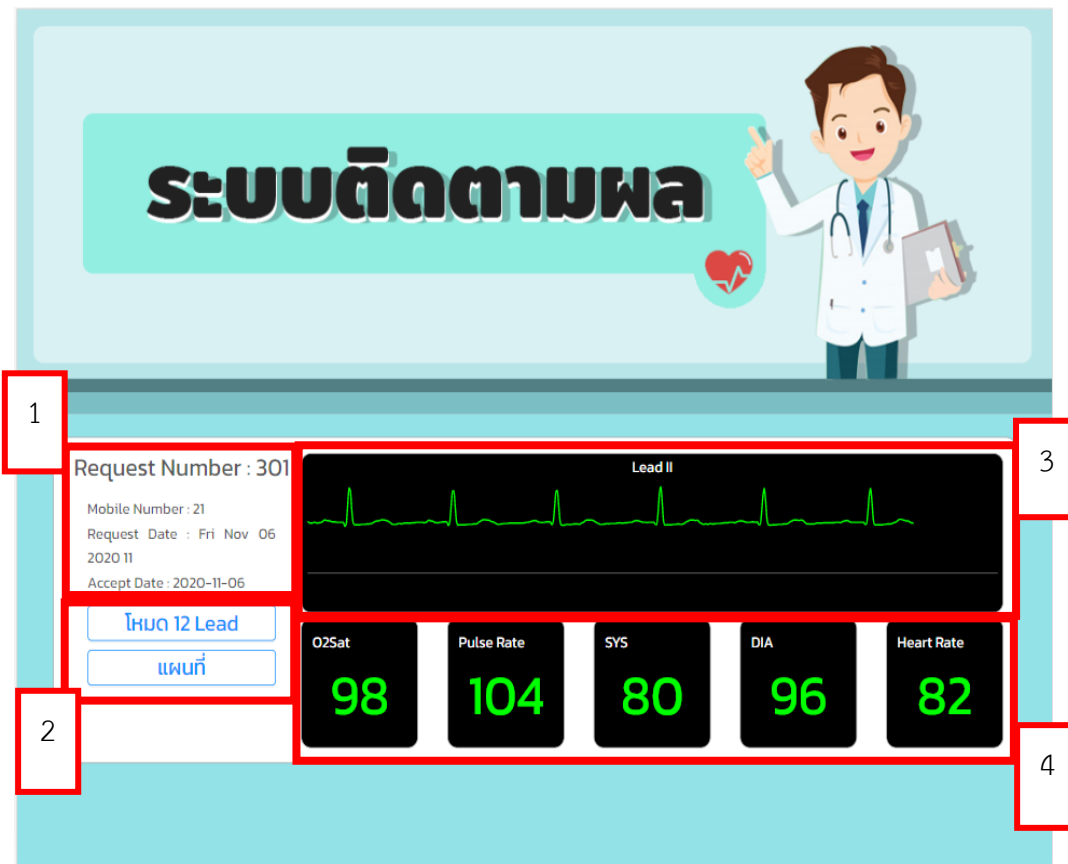 ระบบติดตามผล
1
Request Number : 301
Mobile Number : 21
Request Date : Fri Nov 06
2020 11
Accept Date : 2020-11-06
โหมด 12 Lead
แผนที่
2
Lead II
3
O2Sat
98
Pulse Rate
104
SYS
80
DIA
96
Heart Rate
82
4